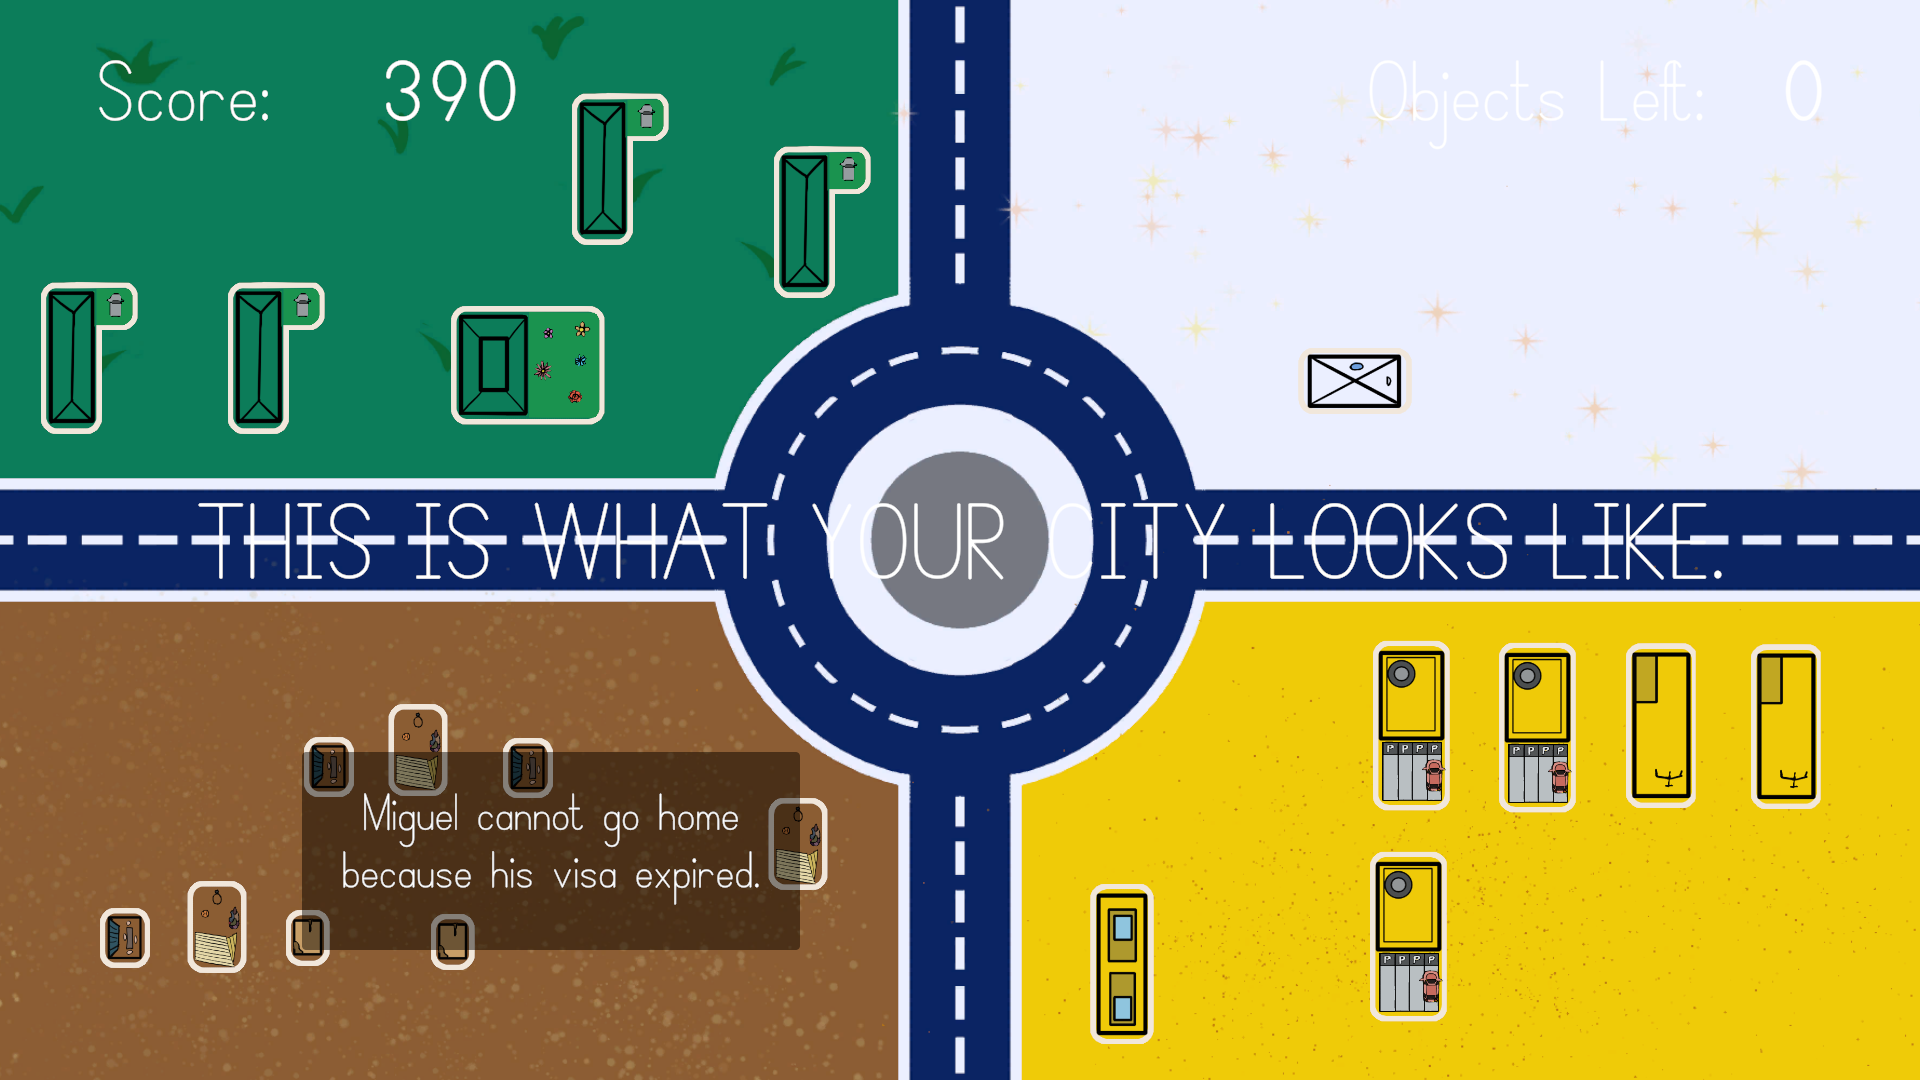 Score: 390
Objects Left: 0
THIS IS WHAT YOUR CITY LOOKS LIKE.
P P P P
P P P P
Miguel cannot go home
because his visa expired.
P P P P